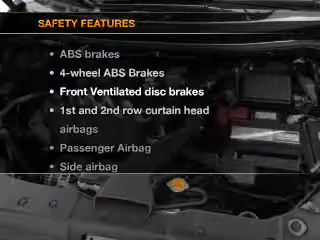 SAFETY FEATURES
• ABS brakes
• 4-wheel ABS Brakes
• Front Ventilated disc brakes
• 1st and 2nd row curtain head
airbags
• Passenger Airbag
• Side airbag